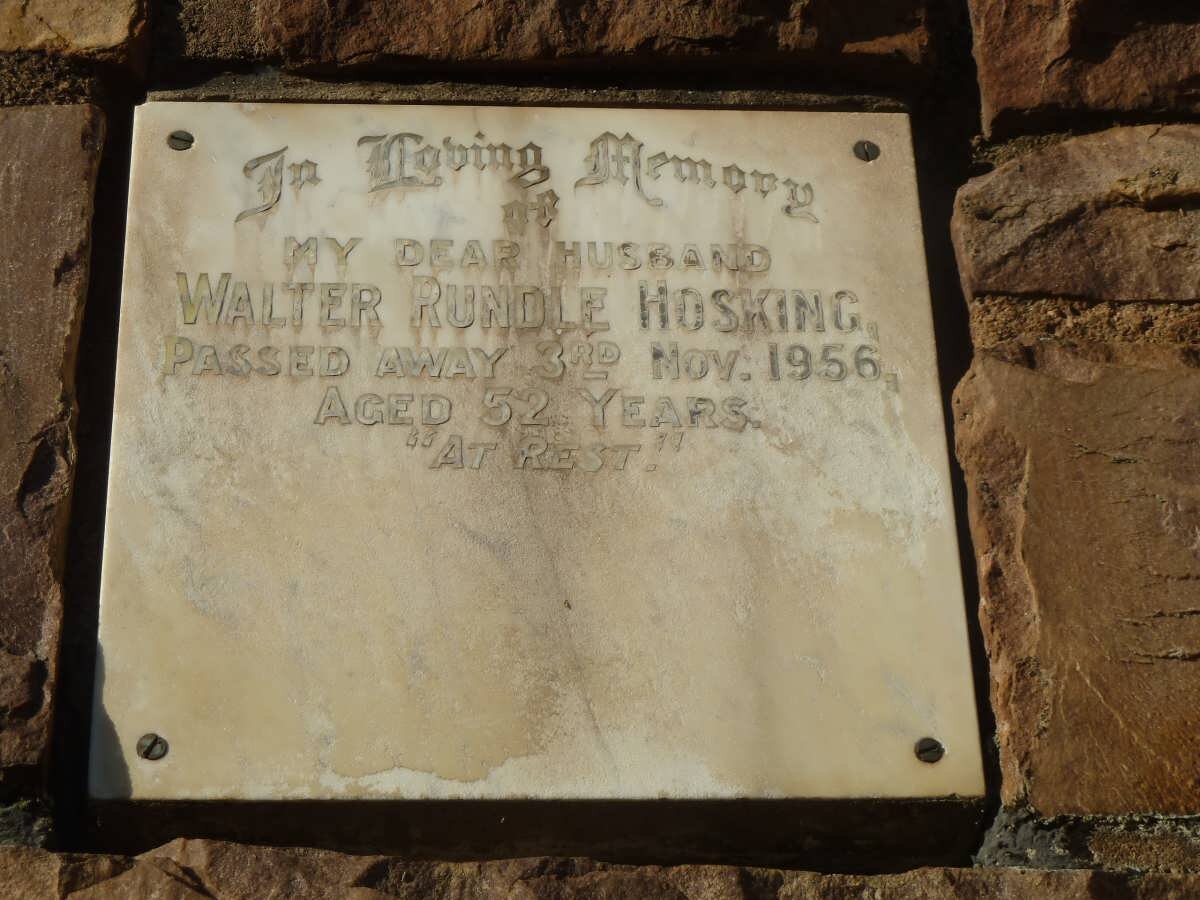 In Loving Memory
of
MY DEAR HUSBAND
WALTER RUNDLE HOSKING,
PASSED AWAY 3RD NOV. 1956,
AGED 52 YEARS.
"AT REST."